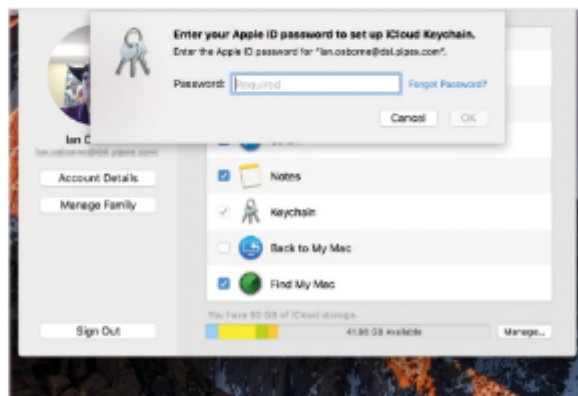 Enter your Apple ID password to set up iCloud Keychain.
Enter the Apple ID password for "ian.osborne@dsl.pipex.com".
Password: Required Forgot Password?
Cancel OK
Ian
Account Details
Manage Family
Notes
Keychain
Back to My Mac
Find My Mac
You have 50 GB of iCloud storage.
Sign Out
41.95 GB Available
Manage...